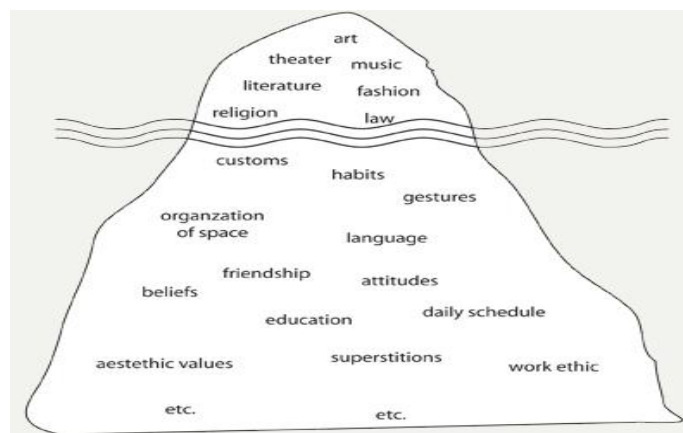 art
theater
music
literature
fashion
religion
law
customs
habits
gestures
organzation
of space
language
friendship
attitudes
beliefs
daily schedule
education
superstitions
aestethic values
work ethic
etc.
etc.